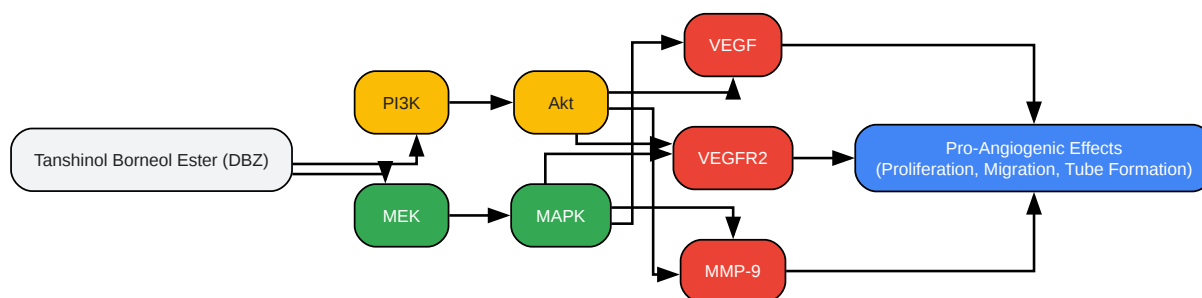 VEGF
PI3K
Akt
Tanshinol Borneol Ester (DBZ)
VEGFR2
Pro-Angiogenic Effects
(Proliferation, Migration, Tube Formation)
MEK
MAPK
MMP-9